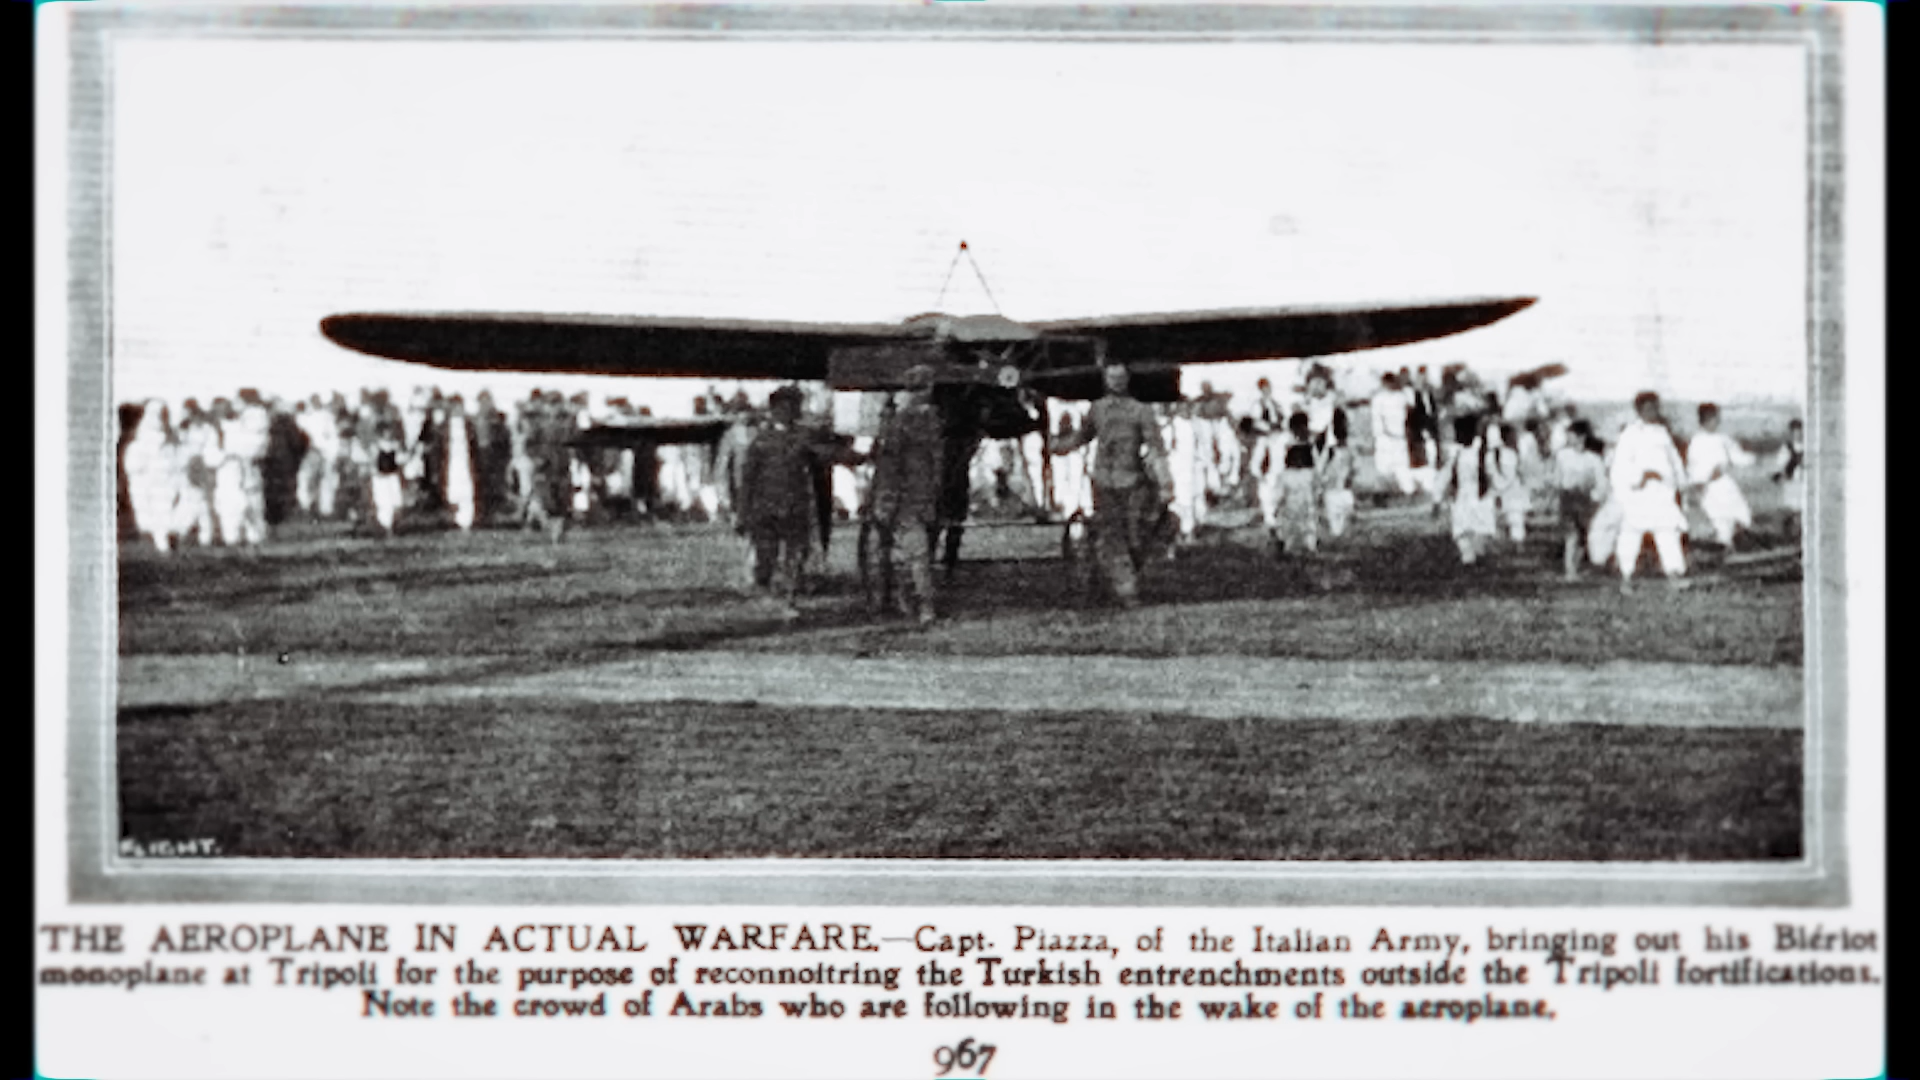 FLIGHT.
THE AEROPLANE IN ACTUAL WARFARE.—Capt. Piazza, of the Italian Army, bringing out his Blériot
monoplane at Tripoli for the purpose of reconnoitring the Turkish entrenchments outside the Tripoli fortifications.
Note the crowd of Arabs who are following in the wake of the aeroplane.
967